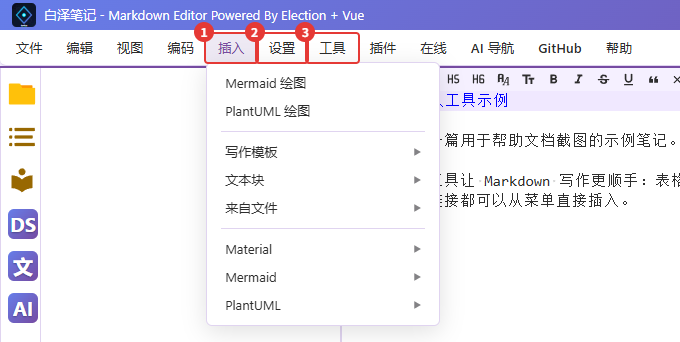 白泽笔记 - Markdown Editor Powered By Election + Vue
1 2 3
文件 编辑 视图 编码 插入 设置 工具 插件 在线 AI 导航 GitHub 帮助
H5 H6 Tт B I S U
Mermaid 绘图
PlantUML 绘图
写作模板
文本块
来自文件
Material
Mermaid
PlantUML
工具示例
篇用于帮助文档截图的示例笔记。
工具让 Markdown 写作更顺手：表格
连接都可以从菜单直接插入。
DS
文
AI